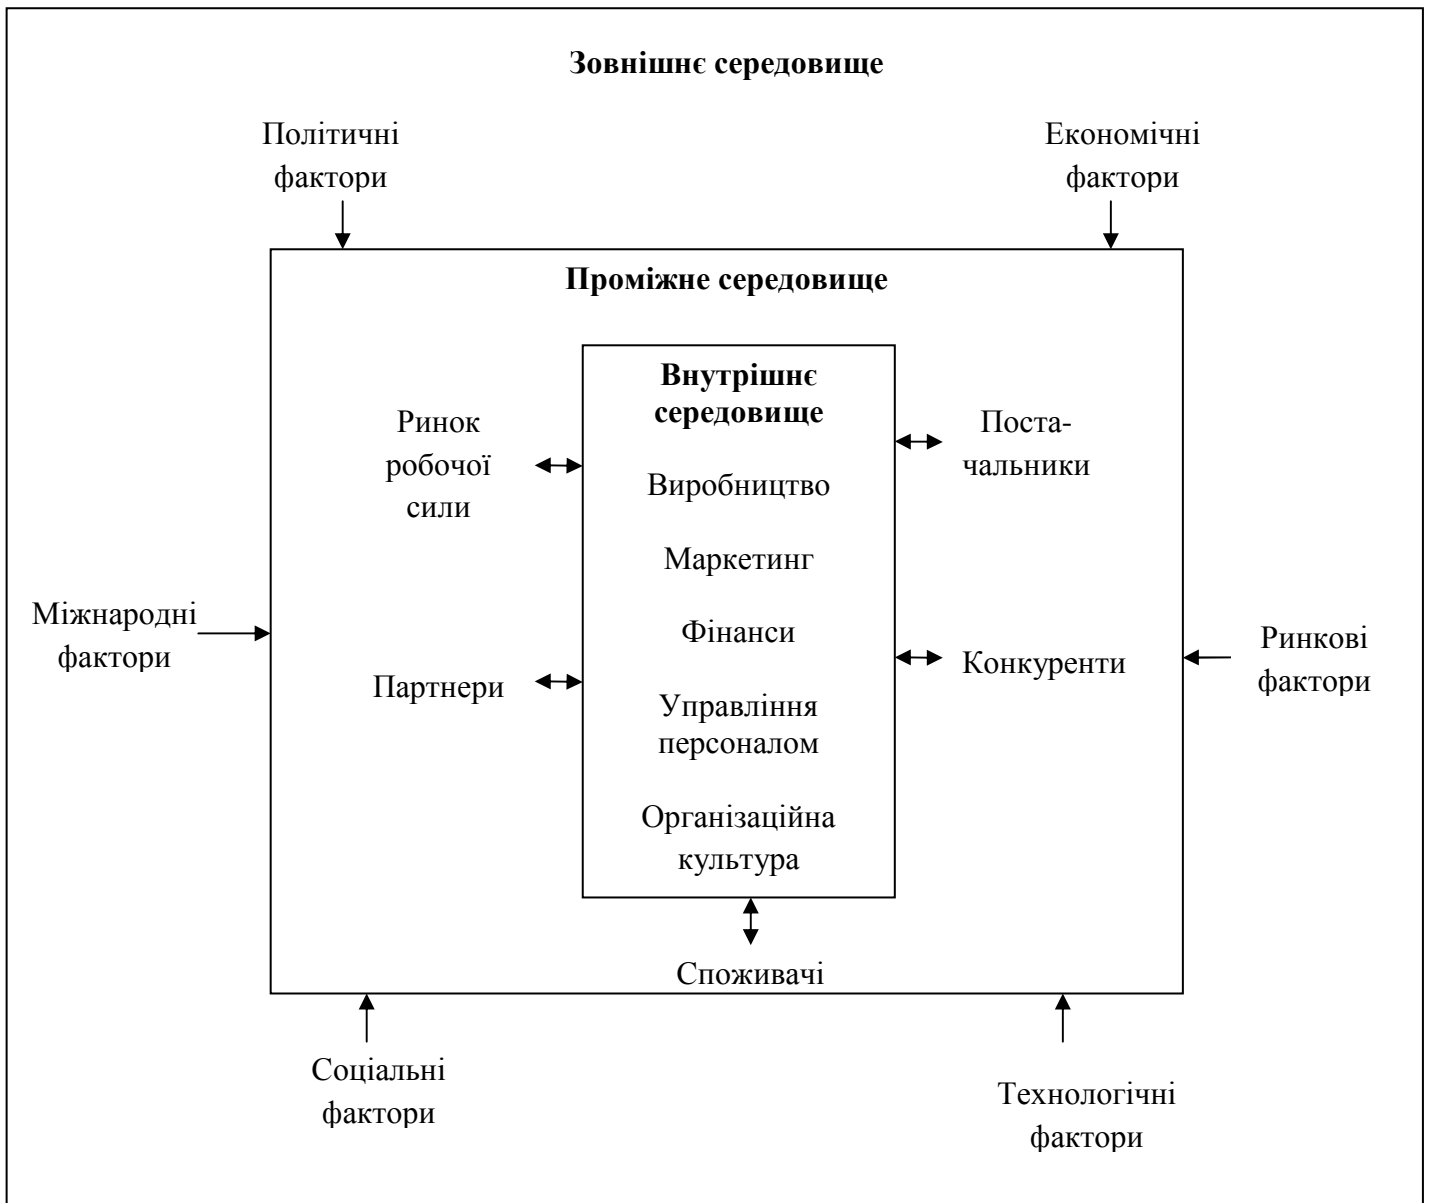 Зовнішнє середовище
Політичні
фактори
Економічні
фактори
Проміжне середовище
Внутрішнє
середовище
Ринок
робочої
сили
Поста-
чальники
Виробництво
Маркетинг
Міжнародні
фактори
Фінанси
Партнери
Конкуренти
Ринкові
фактори
Управління
персоналом
Організаційна
культура
Споживачі
Соціальні
фактори
Технологічні
фактори